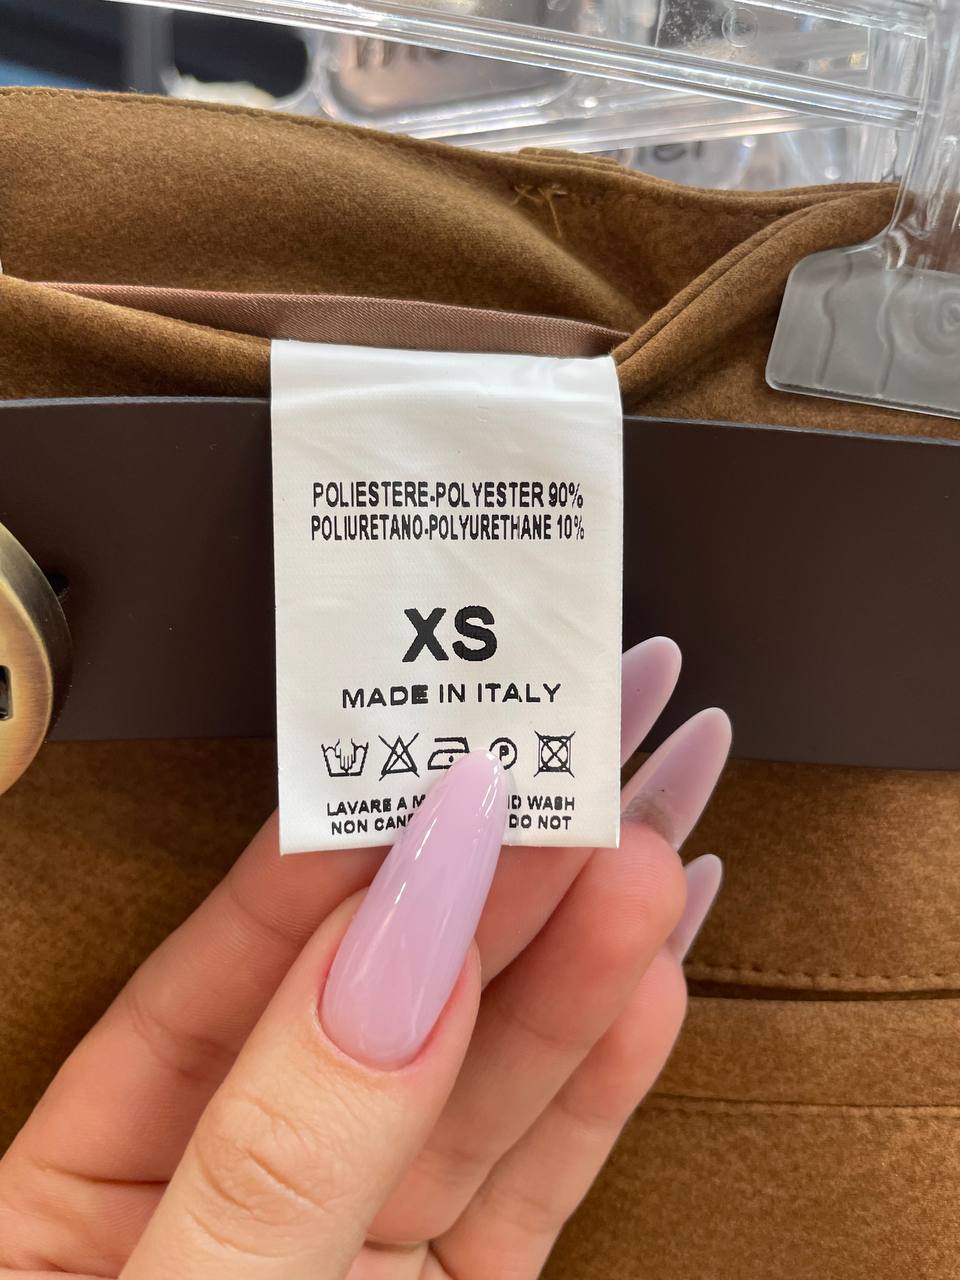 POLIESTERE-POLYESTER 90%
POLIURETANO-POLYURETHANE 10%
XS
MADE IN ITALY
P
LAVARE A WASH
NON DO NOT